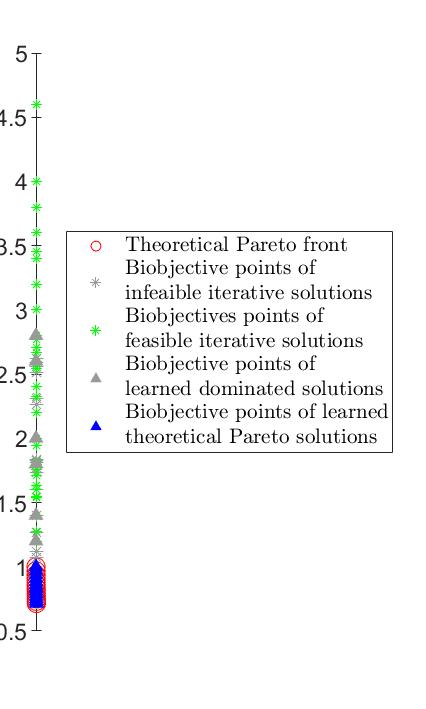 5
4.5
4
3.5
3
2.5
2
1.5
1
0.5
Theoretical Pareto front
Biobjective points of
infeaible iterative solutions
Biobjectives points of
feasible iterative solutions
Biobjective points of
learned dominated solutions
Biobjective points of learned
theoretical Pareto solutions